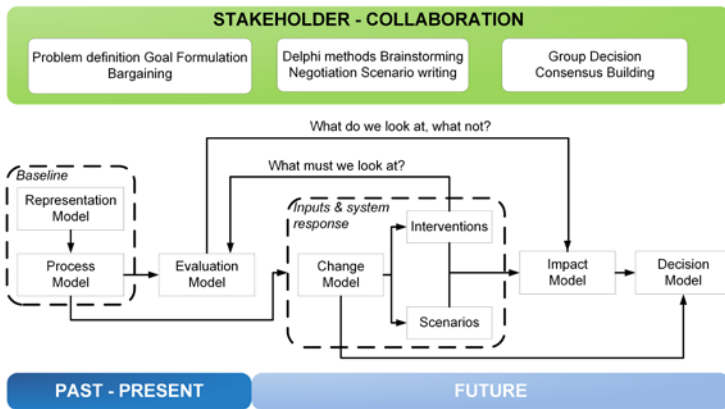 STAKEHOLDER - COLLABORATION
Problem definition Goal Formulation
Bargaining
Delphi methods Brainstorming
Negotiation Scenario writing
Group Decision
Consensus Building
What do we look at, what not?
What must we look at?
Baseline
Representation
Model
Process
Model
Evaluation
Model
Inputs & system
response
Change
Model
Interventions
Scenarios
Impact
Model
Decision
Model
PAST - PRESENT
FUTURE